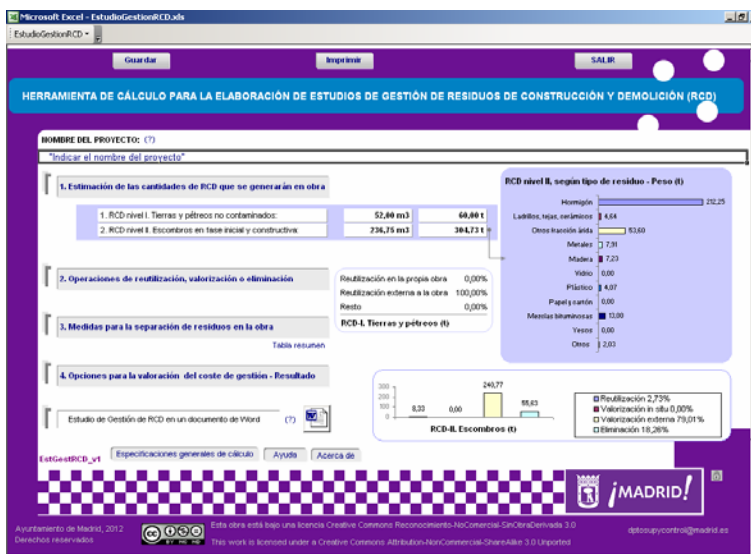 Microsoft Excel - EstudioGestionRCD.xls
EstudioGestionRCD
Guardar
Imprimir
SALIR
HERRAMIENTA DE CÁLCULO PARA LA ELABORACIÓN DE ESTUDIOS DE GESTIÓN DE RESIDUOS DE CONSTRUCCIÓN Y DEMOLICIÓN (RCD)
NOMBRE DEL PROYECTO: (?)
"Indicar el nombre del proyecto"
1. Estimación de las cantidades de RCD que se generarán en obra
1. RCD nivel I. Tierras y pétreos no contaminados: 52,00 m3 60,00 t
2. RCD nivel II. Escombros en fase inicial y constructiva: 236,75 m3 304,73 t
RCD nivel II, según tipo de residuo - Peso (t)
Hormigón 212,25
Ladrillos, tejas, cerámicos 4,64
Otros fracción árida 53,60
Metales 7,91
Madera 7,23
Vidrio 0,00
Plástico 4,07
Papel y cartón 0,00
Mezclas bituminosas 13,00
Yesos 0,00
Otros 2,03
2. Operaciones de reutilización, valorización o eliminación
Reutilización en la propia obra 0,00%
Reutilización externa a la obra 100,00%
Resto 0,00%
RCD-I. Tierras y pétreos (t)
3. Medidas para la separación de residuos en la obra
Tabla resumen
4. Opciones para la valoración del coste de gestión - Resultado
300
200
100
0
8,33 0,00 240,77 55,63
RCD-II. Escombros (t)
Reutilización 2,73%
Valorización in situ 0,00%
Valorización externa 79,01%
Eliminación 18,26%
Estudio de Gestión de RCD en un documento de Word (?)
EstGestRCD_v1
Especificaciones generales de cálculo
Ayuda
Acerca de
¡MADRID!
Ayuntamiento de Madrid, 2012
Derechos reservados
cc BY NC ND
Esta obra está bajo una licencia Creative Commons Reconocimiento-NoComercial-SinObraDerivada 3.0
This work is licensed under a Creative Commons Attribution-NonCommercial-ShareAlike 3.0 Unported
dptosupycontrol@madrid.es